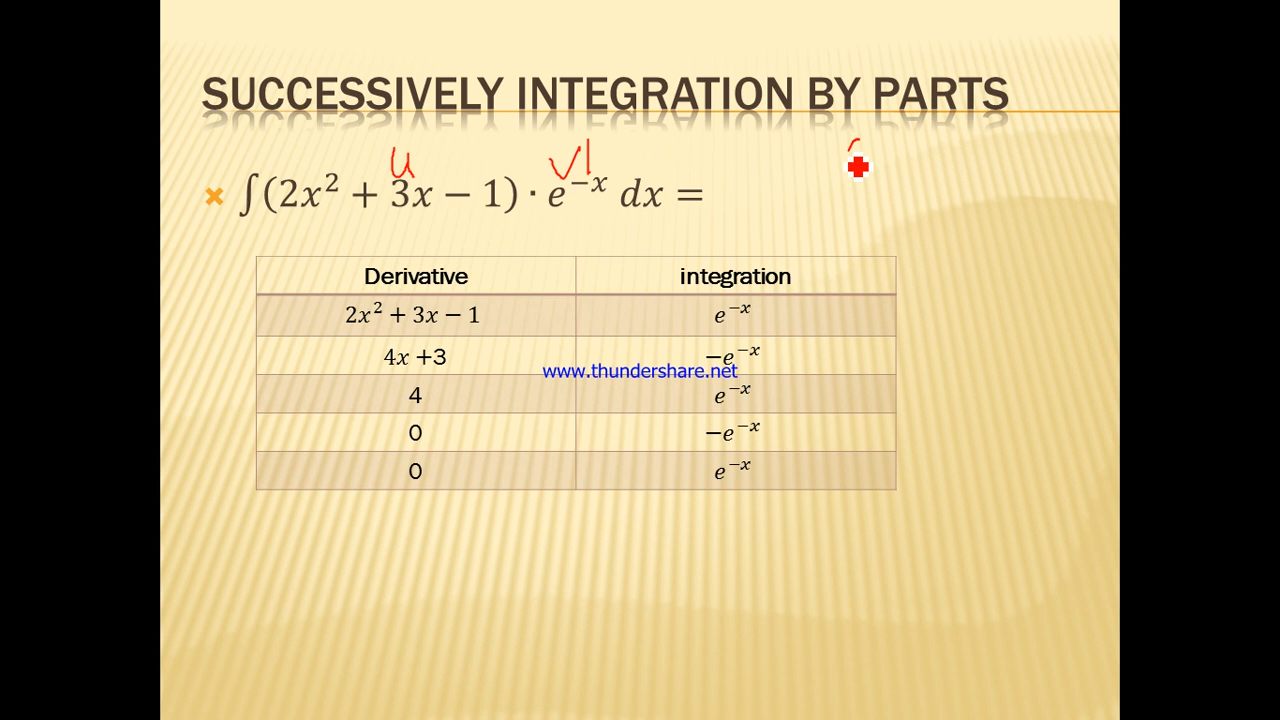 SUCCESSIVELY INTEGRATION BY PARTS
u v|
∫(2x² + 3x − 1) · e⁻ˣ dx =
Derivative integration
2x² + 3x − 1 e⁻ˣ
4x +3 −e⁻ˣ
www.thundershare.net
4 e⁻ˣ
0 −e⁻ˣ
0 e⁻ˣ